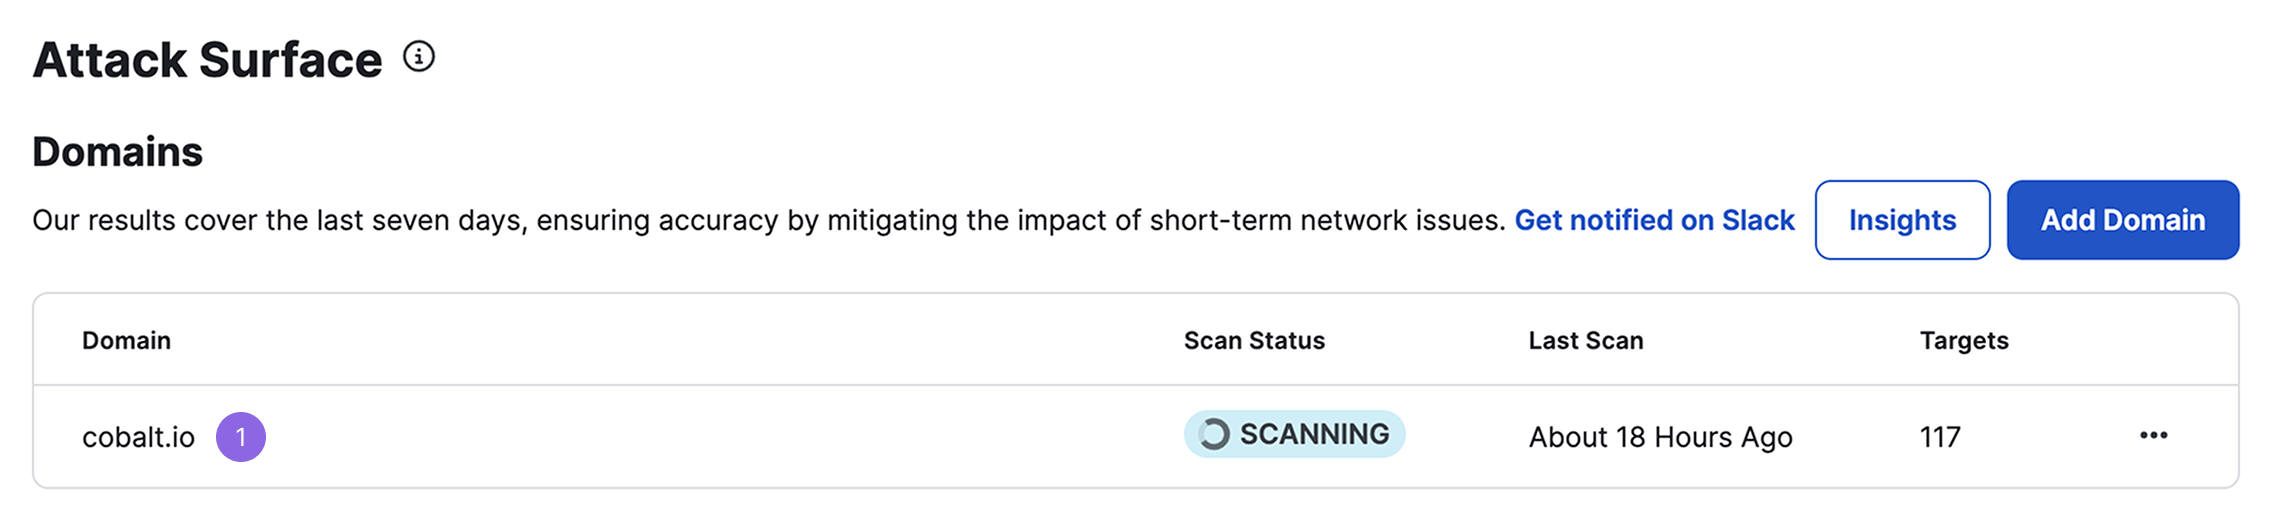 Attack Surface
Domains
Our results cover the last seven days, ensuring accuracy by mitigating the impact of short-term network issues. Get notified on Slack Insights Add Domain
Domain Scan Status Last Scan Targets
cobalt.io 1 SCANNING About 18 Hours Ago 117